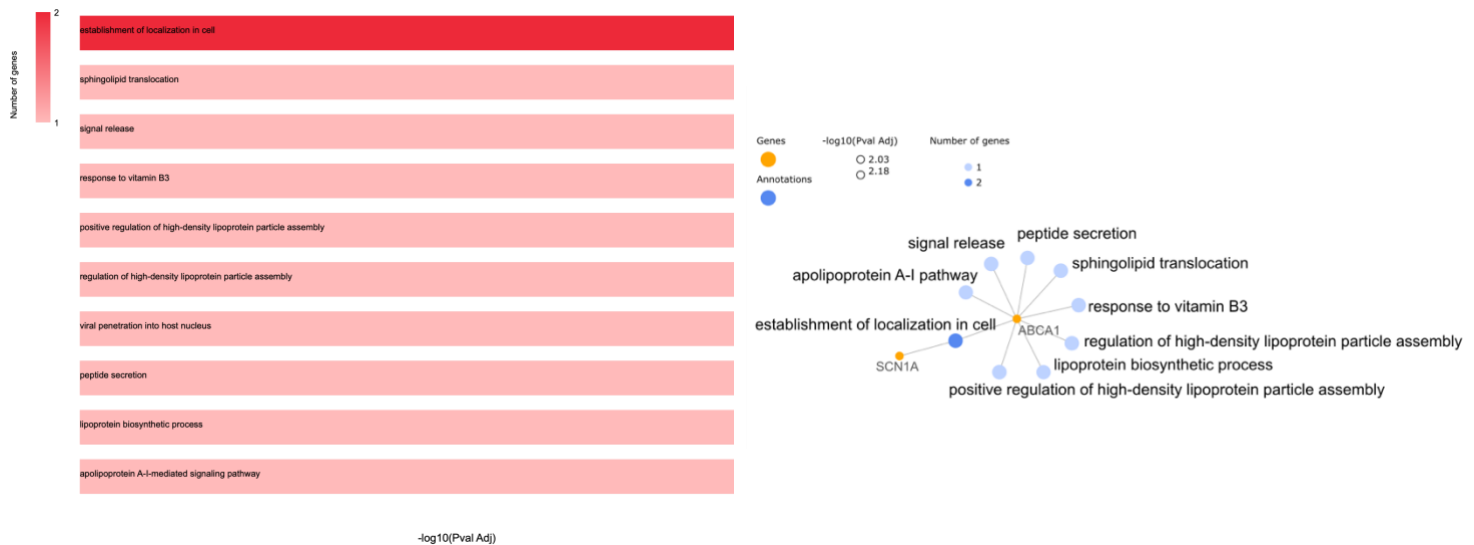 2
1
Number of genes
establishment of localization in cell
sphingolipid translocation
signal release
response to vitamin B3
positive regulation of high-density lipoprotein particle assembly
regulation of high-density lipoprotein particle assembly
viral penetration into host nucleus
peptide secretion
lipoprotein biosynthetic process
apolipoprotein A-I-mediated signaling pathway
-log10(Pval Adj)
Genes
Annotations
-log10(Pval Adj)
2.03
2.18
Number of genes
1
2
peptide secretion
signal release
sphingolipid translocation
apolipoprotein A-I pathway
response to vitamin B3
establishment of localization in cell
ABCA1
regulation of high-density lipoprotein particle assembly
SCN1A
lipoprotein biosynthetic process
positive regulation of high-density lipoprotein particle assembly